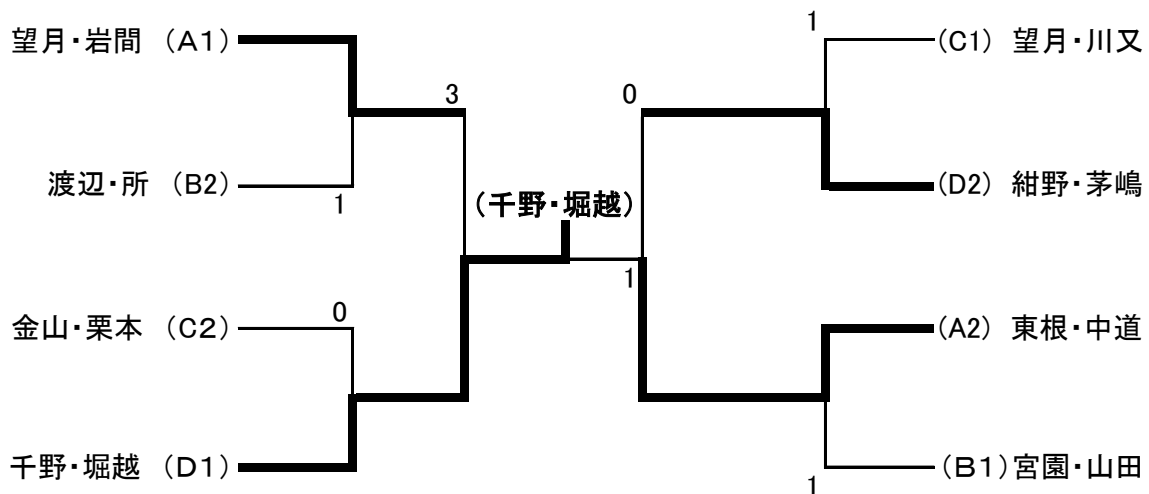 1
望月・岩間 (A1)
(C1) 望月・川又
3
0
渡辺・所 (B2)
1
(D2) 紺野・茅嶋
(千野・堀越)
1
金山・栗本 (C2)
0
(A2) 東根・中道
千野・堀越 (D1)
(B1)宮園・山田
1